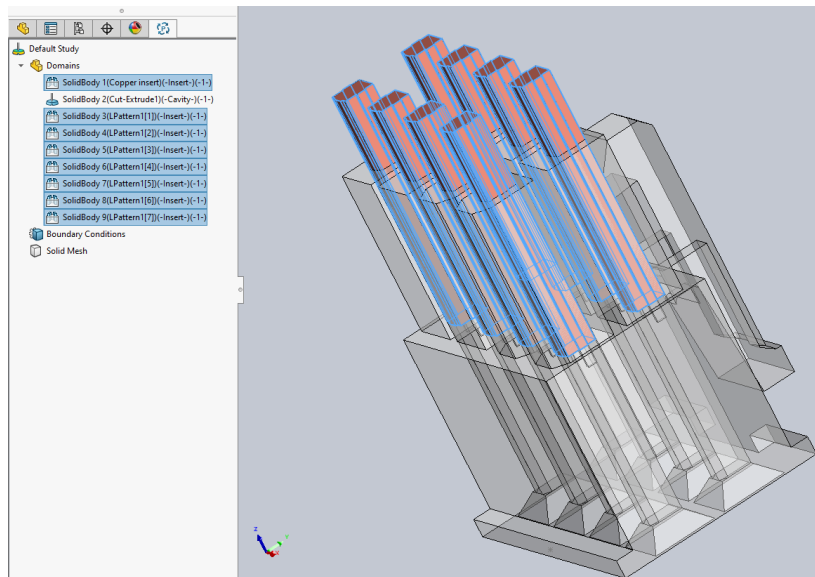 Default Study
Domains
SolidBody 1(Copper insert)(-Insert-)(-1-)
SolidBody 2(Cut-Extrude1)(-Cavity-)(-1-)
SolidBody 3(LPattern1[1])(-Insert-)(-1-)
SolidBody 4(LPattern1[2])(-Insert-)(-1-)
SolidBody 5(LPattern1[3])(-Insert-)(-1-)
SolidBody 6(LPattern1[4])(-Insert-)(-1-)
SolidBody 7(LPattern1[5])(-Insert-)(-1-)
SolidBody 8(LPattern1[6])(-Insert-)(-1-)
SolidBody 9(LPattern1[7])(-Insert-)(-1-)
Boundary Conditions
Solid Mesh
Z
Y
X